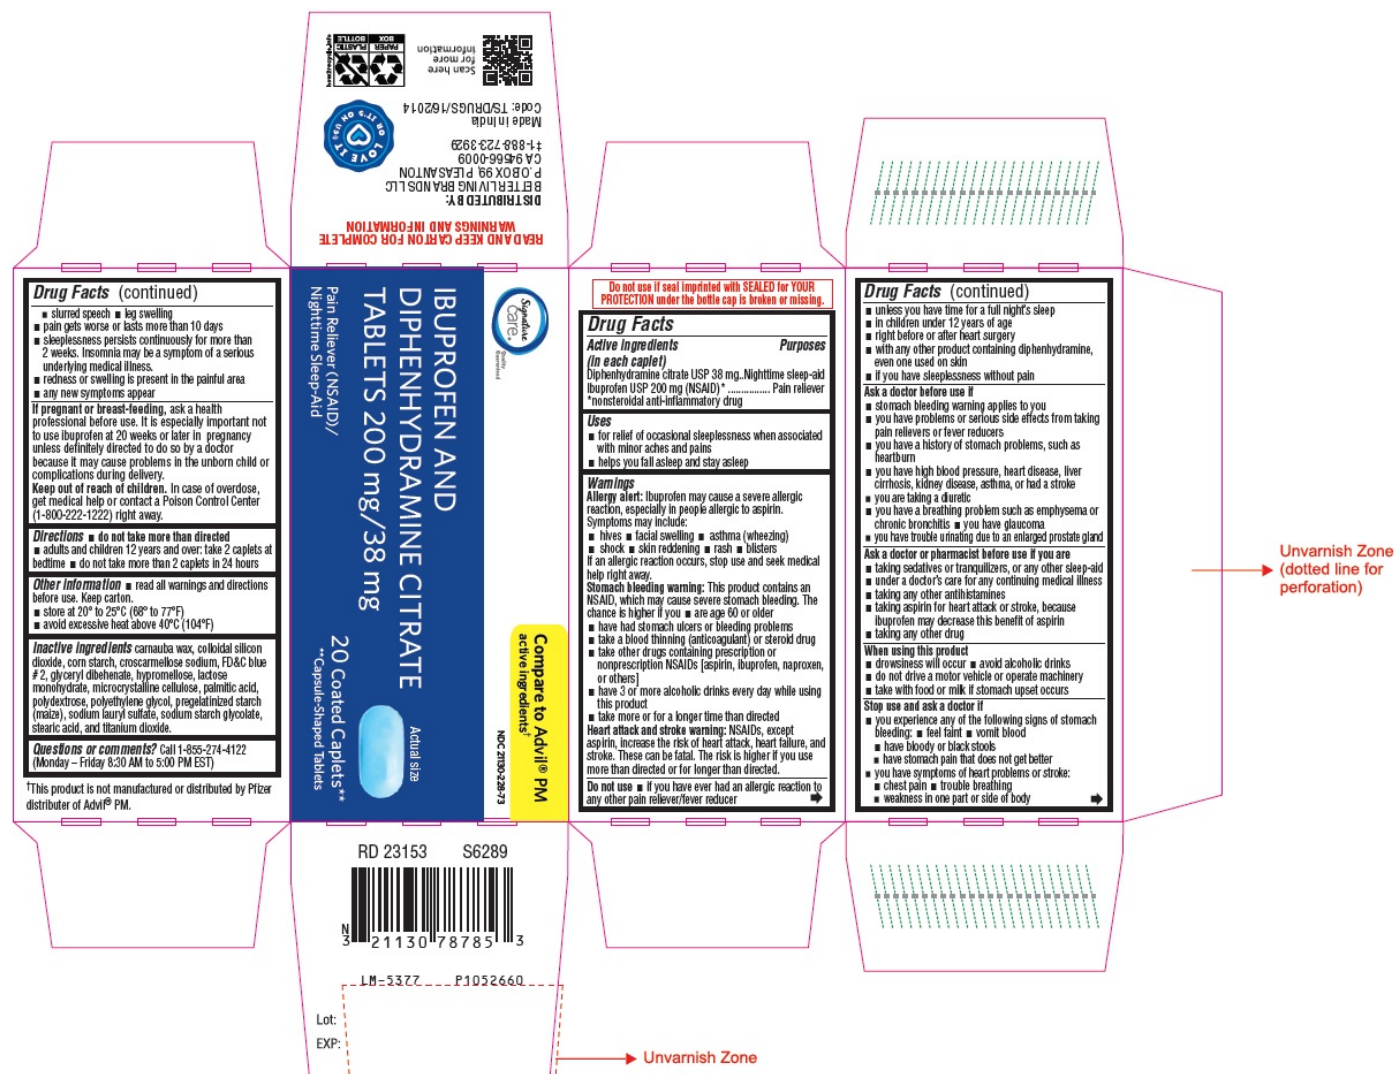 Scan here
for more
information
PAPER
BOX
PLASTIC
BOTTLE
LOVE IT
OR IT'S ON US®
Made in India
Code: TS/DRUGS/16/2014
DISTRIBUTED BY:
BETTER LIVING BRANDS LLC
P.O.BOX 99, PLEASANTON
CA 94566-0009
‡1-888-723-3929
READ AND KEEP CARTON FOR COMPLETE
WARNINGS AND INFORMATION
Drug Facts (continued)
▪ slurred speech ▪ leg swelling
▪ pain gets worse or lasts more than 10 days
▪ sleeplessness persists continuously for more than
2 weeks. Insomnia may be a symptom of a serious
underlying medical illness.
▪ redness or swelling is present in the painful area
▪ any new symptoms appear
If pregnant or breast-feeding, ask a health
professional before use. It is especially important not
to use ibuprofen at 20 weeks or later in pregnancy
unless definitely directed to do so by a doctor
because it may cause problems in the unborn child or
complications during delivery.
Keep out of reach of children. In case of overdose,
get medical help or contact a Poison Control Center
(1-800-222-1222) right away.
Directions ▪ do not take more than directed
▪ adults and children 12 years and over: take 2 caplets at
bedtime ▪ do not take more than 2 caplets in 24 hours
Other information ▪ read all warnings and directions
before use. Keep carton.
▪ store at 20° to 25°C (68° to 77°F)
▪ avoid excessive heat above 40°C (104°F)
Inactive ingredients carnauba wax, colloidal silicon
dioxide, corn starch, croscarmellose sodium, FD&C blue
# 2, glyceryl dibehenate, hypromellose, lactose
monohydrate, microcrystalline cellulose, palmitic acid,
polydextrose, polyethylene glycol, pregelatinized starch
(maize), sodium lauryl sulfate, sodium starch glycolate,
stearic acid, and titanium dioxide.
Questions or comments? Call 1-855-274-4122
(Monday – Friday 8:30 AM to 5:00 PM EST)
†This product is not manufactured or distributed by Pfizer
distributer of Advil® PM.
Signature
care®
Quality
Guaranteed
IBUPROFEN AND
DIPHENHYDRAMINE CITRATE
TABLETS 200 mg/38 mg
Pain Reliever (NSAID)/
Nighttime Sleep-Aid
Actual size
20 Coated Caplets**
**Capsule-Shaped Tablets
Compare to Advil® PM
active ingredients†
NDC 21130-228-73
Do not use if seal imprinted with SEALED for YOUR
PROTECTION under the bottle cap is broken or missing.
Drug Facts
Active ingredients Purposes
(in each caplet)
Diphenhydramine citrate USP 38 mg..Nighttime sleep-aid
Ibuprofen USP 200 mg (NSAID)* ................ Pain reliever
*nonsteroidal anti-inflammatory drug
Uses
▪ for relief of occasional sleeplessness when associated
with minor aches and pains
▪ helps you fall asleep and stay asleep
Warnings
Allergy alert: Ibuprofen may cause a severe allergic
reaction, especially in people allergic to aspirin.
Symptoms may include:
▪ hives ▪ facial swelling ▪ asthma (wheezing)
▪ shock ▪ skin reddening ▪ rash ▪ blisters
If an allergic reaction occurs, stop use and seek medical
help right away.
Stomach bleeding warning: This product contains an
NSAID, which may cause severe stomach bleeding. The
chance is higher if you ▪ are age 60 or older
▪ have had stomach ulcers or bleeding problems
▪ take a blood thinning (anticoagulant) or steroid drug
▪ take other drugs containing prescription or
nonprescription NSAIDs [aspirin, ibuprofen, naproxen,
or others]
▪ have 3 or more alcoholic drinks every day while using
this product
▪ take more or for a longer time than directed
Heart attack and stroke warning: NSAIDs, except
aspirin, increase the risk of heart attack, heart failure, and
stroke. These can be fatal. The risk is higher if you use
more than directed or for longer than directed.
Do not use ▪ if you have ever had an allergic reaction to
any other pain reliever/fever reducer
Drug Facts (continued)
▪ unless you have time for a full night's sleep
▪ in children under 12 years of age
▪ right before or after heart surgery
▪ with any other product containing diphenhydramine,
even one used on skin
▪ if you have sleeplessness without pain
Ask a doctor before use if
▪ stomach bleeding warning applies to you
▪ you have problems or serious side effects from taking
pain relievers or fever reducers
▪ you have a history of stomach problems, such as
heartburn
▪ you have high blood pressure, heart disease, liver
cirrhosis, kidney disease, asthma, or had a stroke
▪ you are taking a diuretic
▪ you have a breathing problem such as emphysema or
chronic bronchitis ▪ you have glaucoma
▪ you have trouble urinating due to an enlarged prostate gland
Ask a doctor or pharmacist before use if you are
▪ taking sedatives or tranquilizers, or any other sleep-aid
▪ under a doctor's care for any continuing medical illness
▪ taking any other antihistamines
▪ taking aspirin for heart attack or stroke, because
ibuprofen may decrease this benefit of aspirin
▪ taking any other drug
When using this product
▪ drowsiness will occur ▪ avoid alcoholic drinks
▪ do not drive a motor vehicle or operate machinery
▪ take with food or milk if stomach upset occurs
Stop use and ask a doctor if
▪ you experience any of the following signs of stomach
bleeding: ▪ feel faint ▪ vomit blood
▪ have bloody or black stools
▪ have stomach pain that does not get better
▪ you have symptoms of heart problems or stroke:
▪ chest pain ▪ trouble breathing
▪ weakness in one part or side of body
Unvarnish Zone
(dotted line for
perforation)
RD 23153 S6289
N
3 21130 78785 3
LM-5377 P1052660
Lot:
EXP:
Unvarnish Zone